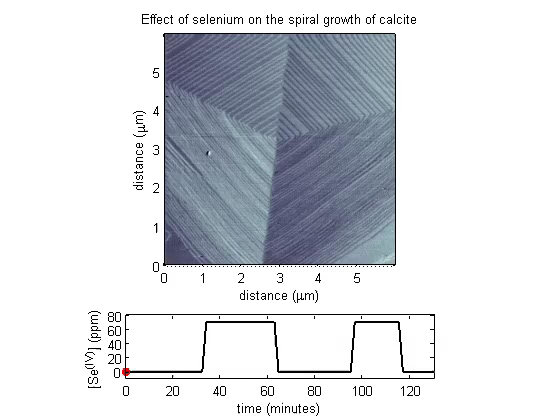 Effect of selenium on the spiral growth of calcite
5
4
3
2
1
0
distance (μm)
0 1 2 3 4 5
distance (μm)
80
60
40
20
0
[Se(IV)] (ppm)
0 20 40 60 80 100 120
time (minutes)